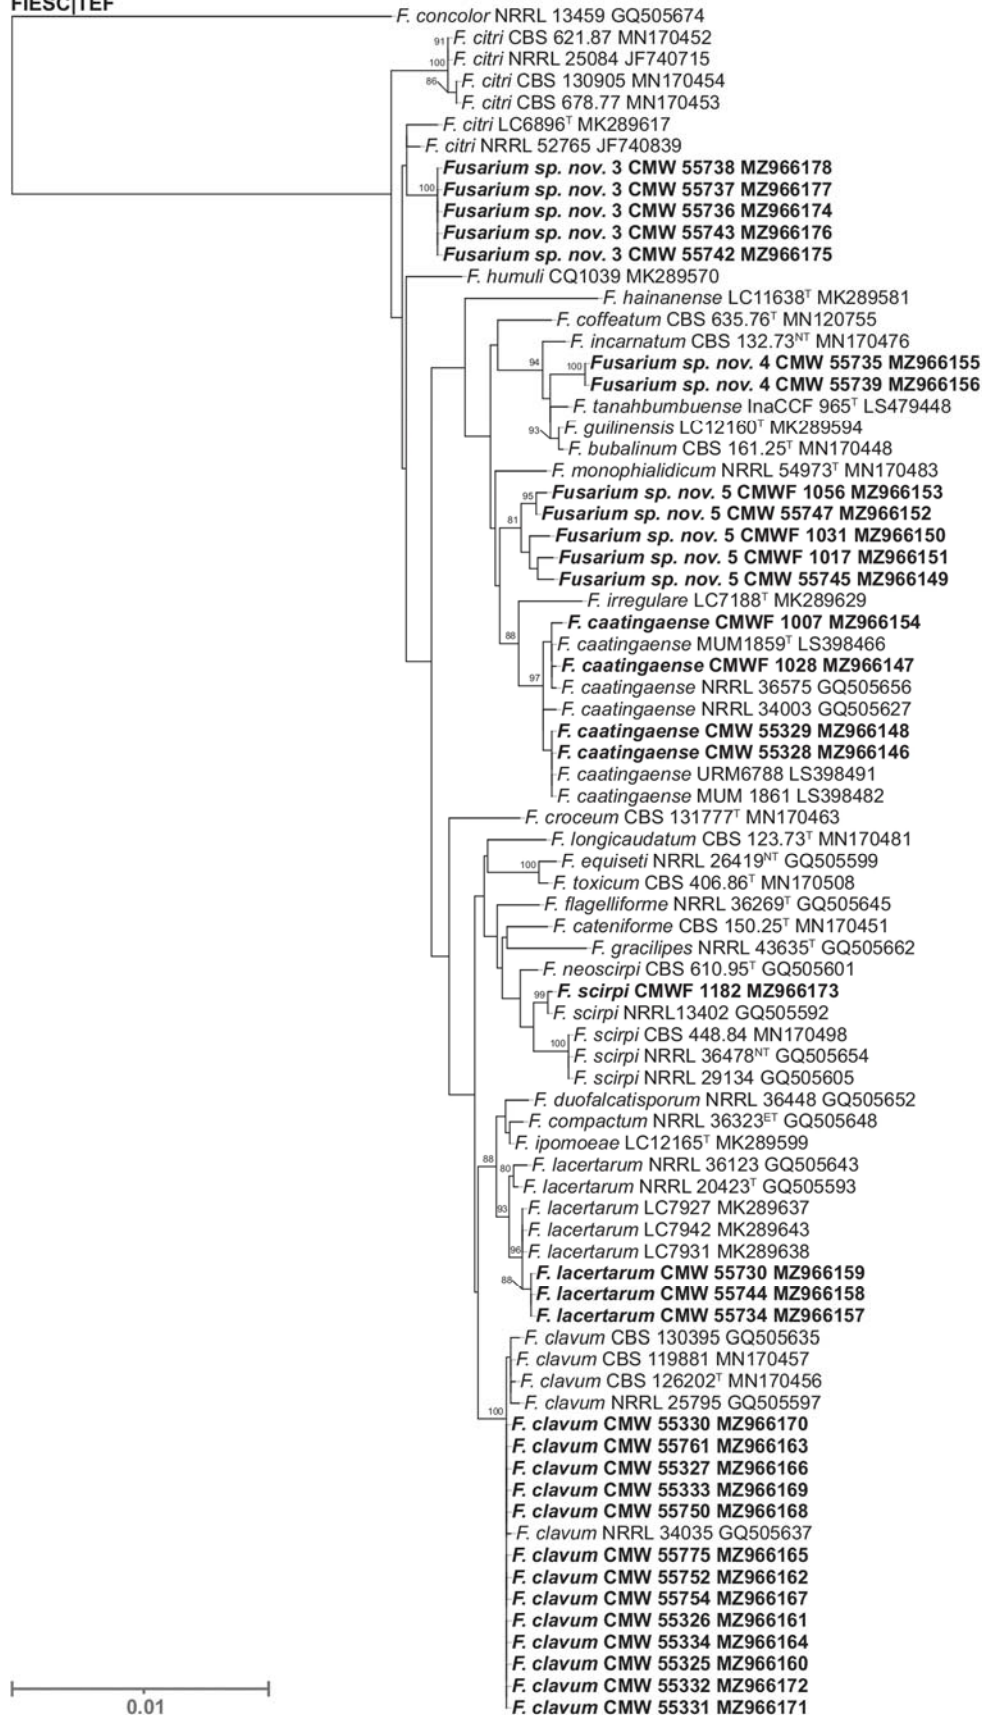 FIESC|TEF
F. concolor NRRL 13459 GQ505674
91 F. citri CBS 621.87 MN170452
100 F. citri NRRL 25084 JF740715
86 F. citri CBS 130905 MN170454
F. citri CBS 678.77 MN170453
F. citri LC6896ᵀ MK289617
F. citri NRRL 52765 JF740839
Fusarium sp. nov. 3 CMW 55738 MZ966178
100 Fusarium sp. nov. 3 CMW 55737 MZ966177
Fusarium sp. nov. 3 CMW 55736 MZ966174
Fusarium sp. nov. 3 CMW 55743 MZ966176
Fusarium sp. nov. 3 CMW 55742 MZ966175
F. humuli CQ1039 MK289570
F. hainanense LC11638ᵀ MK289581
F. coffeatum CBS 635.76ᵀ MN120755
F. incarnatum CBS 132.73ᴺᵀ MN170476
94 100 Fusarium sp. nov. 4 CMW 55735 MZ966155
Fusarium sp. nov. 4 CMW 55739 MZ966156
F. tanahbumbuense InaCCF 965ᵀ LS479448
93 F. guilinensis LC12160ᵀ MK289594
F. bubalinum CBS 161.25ᵀ MN170448
F. monophialidicum NRRL 54973ᵀ MN170483
95 Fusarium sp. nov. 5 CMWF 1056 MZ966153
81 Fusarium sp. nov. 5 CMW 55747 MZ966152
Fusarium sp. nov. 5 CMWF 1031 MZ966150
Fusarium sp. nov. 5 CMWF 1017 MZ966151
Fusarium sp. nov. 5 CMW 55745 MZ966149
F. irregulare LC7188ᵀ MK289629
88 F. caatingaense CMWF 1007 MZ966154
F. caatingaense MUM1859ᵀ LS398466
F. caatingaense CMWF 1028 MZ966147
97 F. caatingaense NRRL 36575 GQ505656
F. caatingaense NRRL 34003 GQ505627
F. caatingaense CMW 55329 MZ966148
F. caatingaense CMW 55328 MZ966146
F. caatingaense URM6788 LS398491
F. caatingaense MUM 1861 LS398482
F. croceum CBS 131777ᵀ MN170463
F. longicaudatum CBS 123.73ᵀ MN170481
100 F. equiseti NRRL 26419ᴺᵀ GQ505599
F. toxicum CBS 406.86ᵀ MN170508
F. flagelliforme NRRL 36269ᵀ GQ505645
F. cateniforme CBS 150.25ᵀ MN170451
F. gracilipes NRRL 43635ᵀ GQ505662
F. neoscirpi CBS 610.95ᵀ GQ505601
99 F. scirpi CMWF 1182 MZ966173
F. scirpi NRRL13402 GQ505592
100 F. scirpi CBS 448.84 MN170498
F. scirpi NRRL 36478ᴺᵀ GQ505654
F. scirpi NRRL 29134 GQ505605
F. duofalcatisporum NRRL 36448 GQ505652
F. compactum NRRL 36323ᴱᵀ GQ505648
F. ipomoeae LC12165ᵀ MK289599
88 80 F. lacertarum NRRL 36123 GQ505643
F. lacertarum NRRL 20423ᵀ GQ505593
93 F. lacertarum LC7927 MK289637
F. lacertarum LC7942 MK289643
96 F. lacertarum LC7931 MK289638
88 F. lacertarum CMW 55730 MZ966159
F. lacertarum CMW 55744 MZ966158
F. lacertarum CMW 55734 MZ966157
F. clavum CBS 130395 GQ505635
F. clavum CBS 119881 MN170457
F. clavum CBS 126202ᵀ MN170456
F. clavum NRRL 25795 GQ505597
100 F. clavum CMW 55330 MZ966170
F. clavum CMW 55761 MZ966163
F. clavum CMW 55327 MZ966166
F. clavum CMW 55333 MZ966169
F. clavum CMW 55750 MZ966168
F. clavum NRRL 34035 GQ505637
F. clavum CMW 55775 MZ966165
F. clavum CMW 55752 MZ966162
F. clavum CMW 55754 MZ966167
F. clavum CMW 55326 MZ966161
F. clavum CMW 55334 MZ966164
F. clavum CMW 55325 MZ966160
F. clavum CMW 55332 MZ966172
F. clavum CMW 55331 MZ966171
0.01